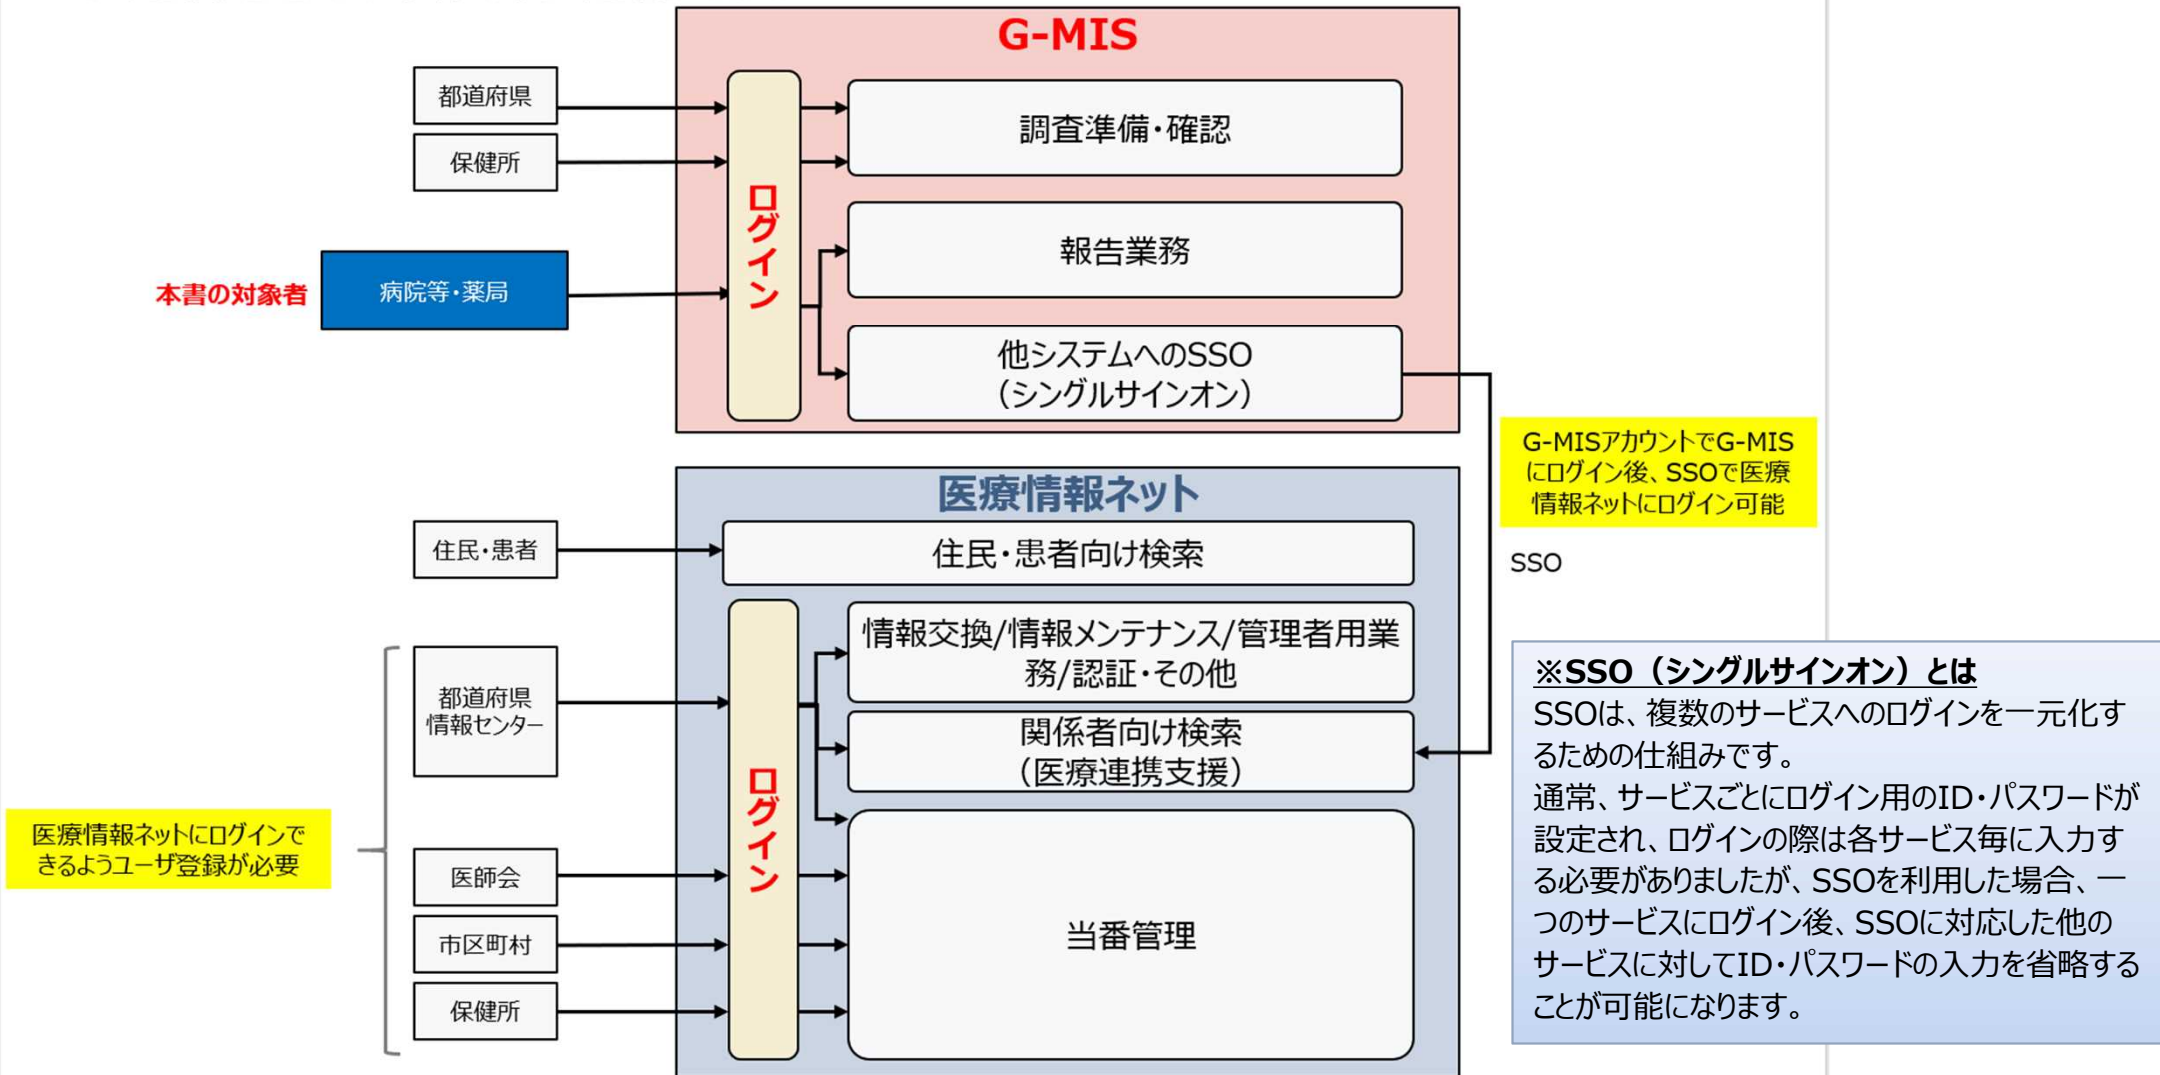 G-MIS
都道府県
保健所
ログイン
調査準備・確認
報告業務
本書の対象者
病院等・薬局
他システムへのSSO
（シングルサインオン）
G-MISアカウントでG-MIS
にログイン後、SSOで医療
情報ネットにログイン可能
SSO
医療情報ネット
住民・患者
住民・患者向け検索
情報交換/情報メンテナンス/管理者用業
務/認証・その他
都道府県
情報センター
関係者向け検索
（医療連携支援）
ログイン
医療情報ネットにログインで
きるようユーザ登録が必要
医師会
市区町村
保健所
当番管理
※SSO（シングルサインオン）とは
SSOは、複数のサービスへのログインを一元化す
るための仕組みです。
通常、サービスごとにログイン用のID・パスワードが
設定され、ログインの際は各サービス毎に入力す
る必要がありましたが、SSOを利用した場合、一
つのサービスにログイン後、SSOに対応した他の
サービスに対してID・パスワードの入力を省略する
ことが可能になります。